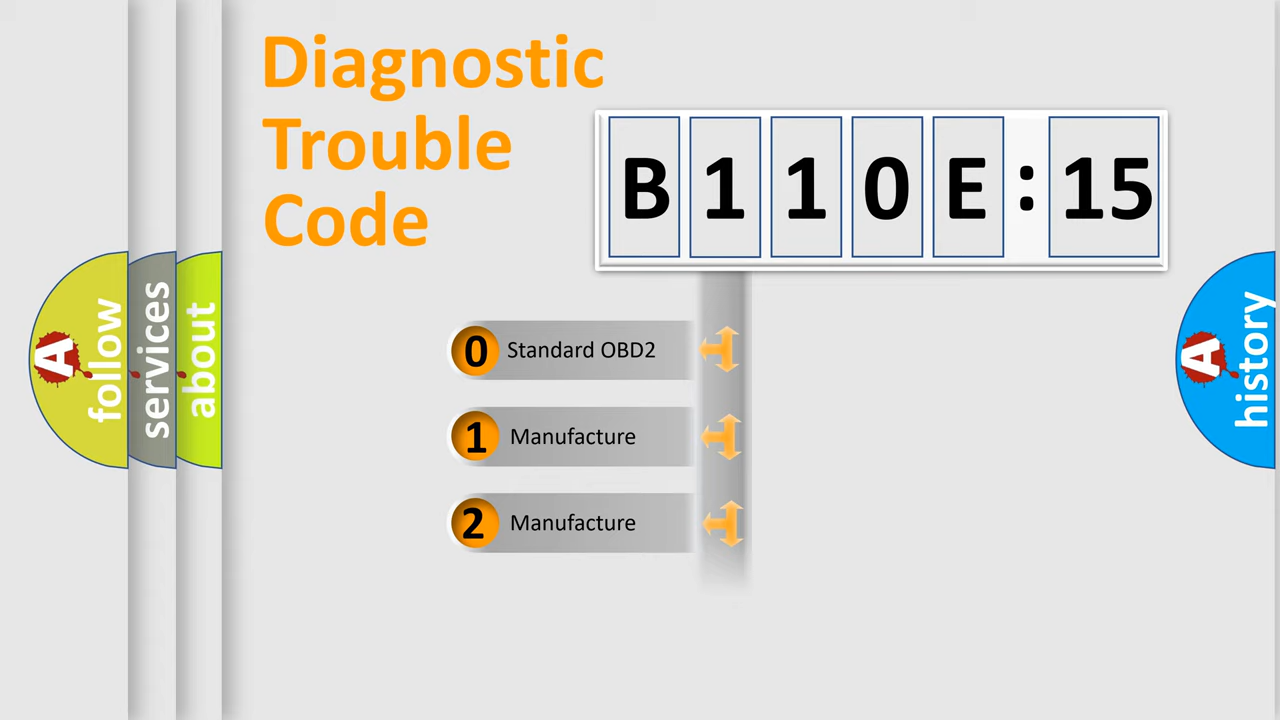 Diagnostic
Trouble
Code
B 1 1 0 E : 15
0 Standard OBD2
1 Manufacture
2 Manufacture
A follow
services
about
A history